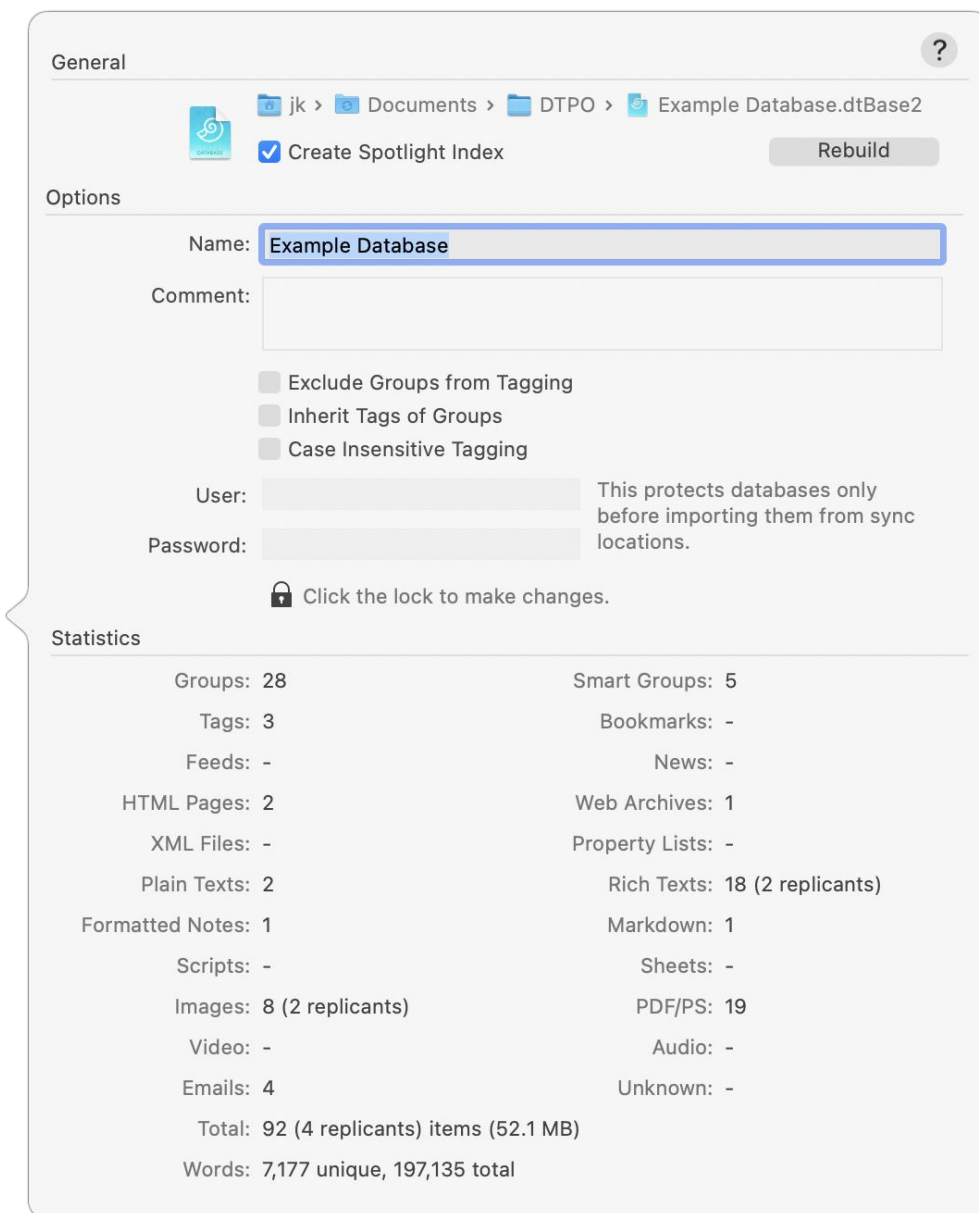 ?
General
jk › Documents › DTPO › Example Database.dtBase2
DATABASE
Create Spotlight Index Rebuild
Options
Name: Example Database
Comment:
Exclude Groups from Tagging
Inherit Tags of Groups
Case Insensitive Tagging
User: This protects databases only
before importing them from sync
Password: locations.
Click the lock to make changes.
Statistics
Groups: 28 Smart Groups: 5
Tags: 3 Bookmarks: -
Feeds: - News: -
HTML Pages: 2 Web Archives: 1
XML Files: - Property Lists: -
Plain Texts: 2 Rich Texts: 18 (2 replicants)
Formatted Notes: 1 Markdown: 1
Scripts: - Sheets: -
Images: 8 (2 replicants) PDF/PS: 19
Video: - Audio: -
Emails: 4 Unknown: -
Total: 92 (4 replicants) items (52.1 MB)
Words: 7,177 unique, 197,135 total